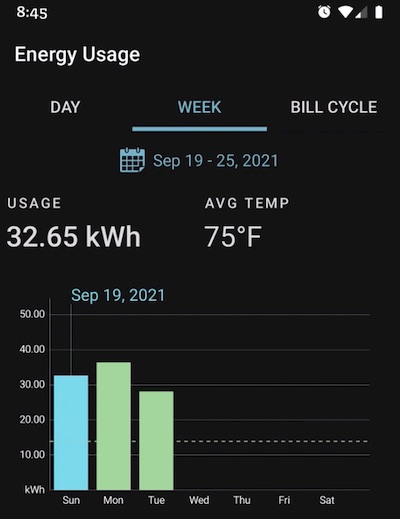 8:45
Energy Usage
DAY WEEK BILL CYCLE
Sep 19 - 25, 2021
USAGE AVG TEMP
32.65 kWh 75°F
Sep 19, 2021
50.00
40.00
30.00
20.00
10.00
kWh
Sun Mon Tue Wed Thu Fri Sat